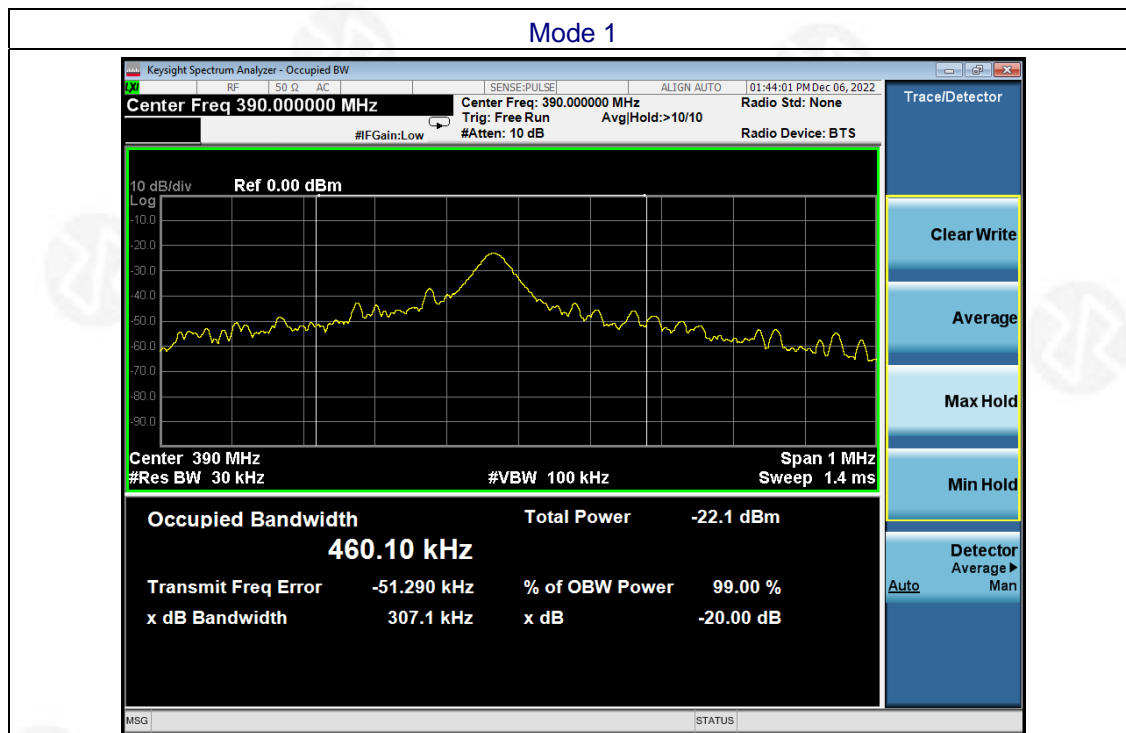 Mode 1
Keysight Spectrum Analyzer - Occupied BW
LXI RF 50 Ω AC SENSE:PULSE ALIGN AUTO 01:44:01 PM Dec 06, 2022
Center Freq 390.000000 MHz Center Freq: 390.000000 MHz Radio Std: None
Trig: Free Run Avg|Hold:>10/10
#IFGain:Low #Atten: 10 dB Radio Device: BTS
Trace/Detector
10 dB/div Ref 0.00 dBm
Log
-10.0
-20.0
-30.0
-40.0
-50.0
-60.0
-70.0
-80.0
-90.0
Center 390 MHz Span 1 MHz
#Res BW 30 kHz #VBW 100 kHz Sweep 1.4 ms
Occupied Bandwidth Total Power -22.1 dBm
460.10 kHz
Transmit Freq Error -51.290 kHz % of OBW Power 99.00 %
x dB Bandwidth 307.1 kHz x dB -20.00 dB
Clear Write
Average
Max Hold
Min Hold
Detector
Average
Auto Man
MSG STATUS